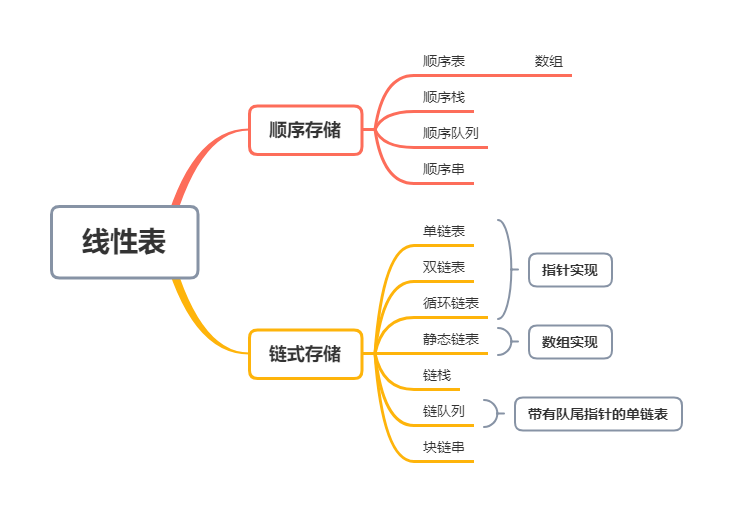 线性表
顺序存储
顺序表 数组
顺序栈
顺序队列
顺序串
链式存储
单链表
双链表
循环链表
指针实现
静态链表
数组实现
链栈
链队列
带有队尾指针的单链表
块链串